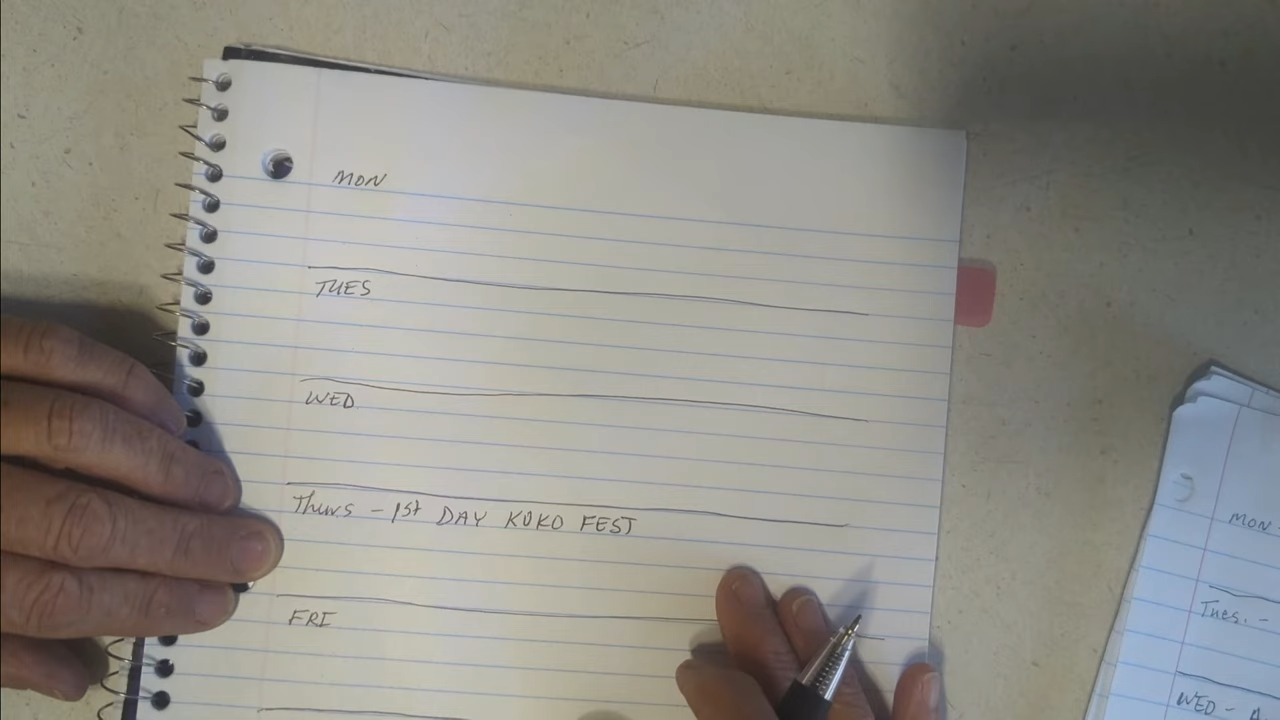 MON
TUES
WED
Thurs - 1st DAY KOKO FEST
FRI
MON
Tues. -
WED - A